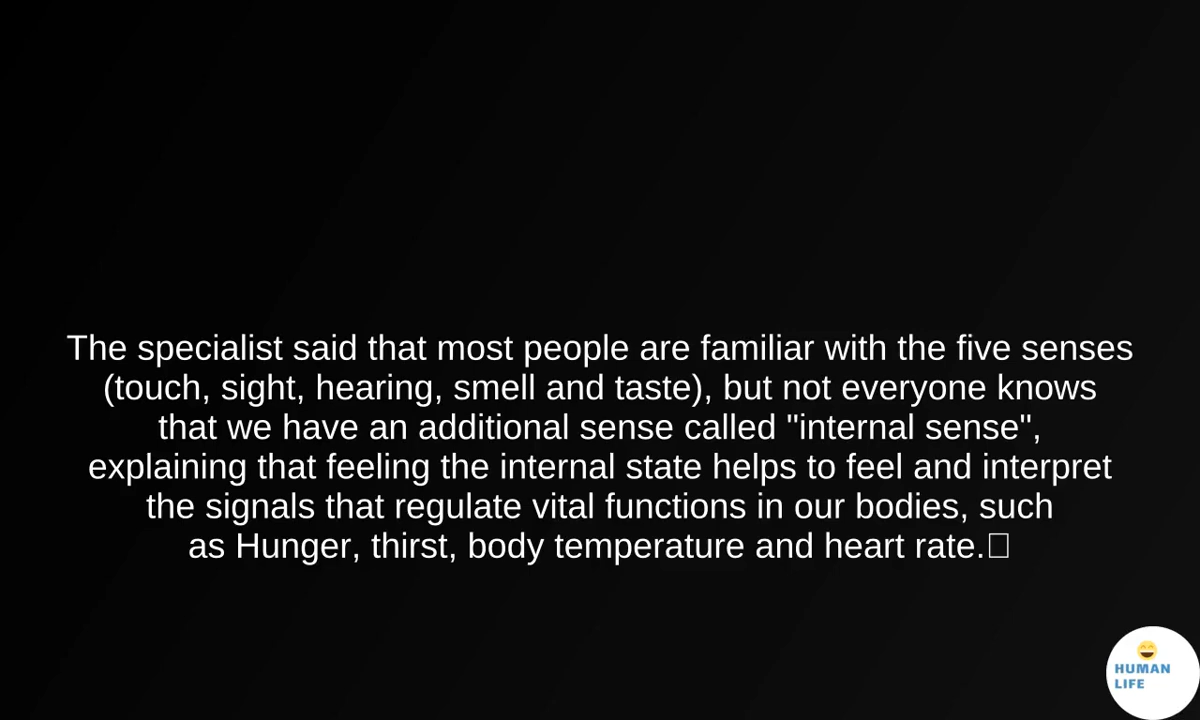 The specialist said that most people are familiar with the five senses
(touch, sight, hearing, smell and taste), but not everyone knows
that we have an additional sense called "internal sense",
explaining that feeling the internal state helps to feel and interpret
the signals that regulate vital functions in our bodies, such
as Hunger, thirst, body temperature and heart rate.
HUMAN
LIFE